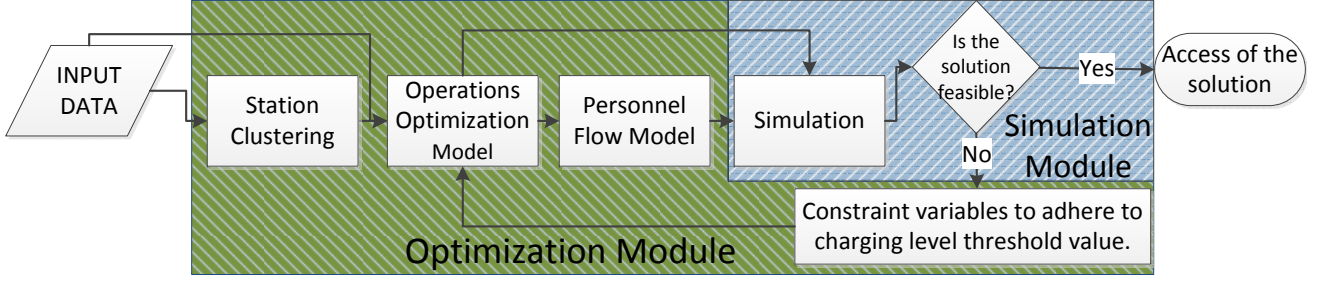 INPUT
DATA
Station
Clustering
Operations
Optimization
Model
Personnel
Flow Model
Simulation
Is the
solution
feasible?
Yes
Access of the
solution
No
Simulation
Module
Constraint variables to adhere to
charging level threshold value.
Optimization Module